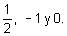 1/2, -1 y 0.